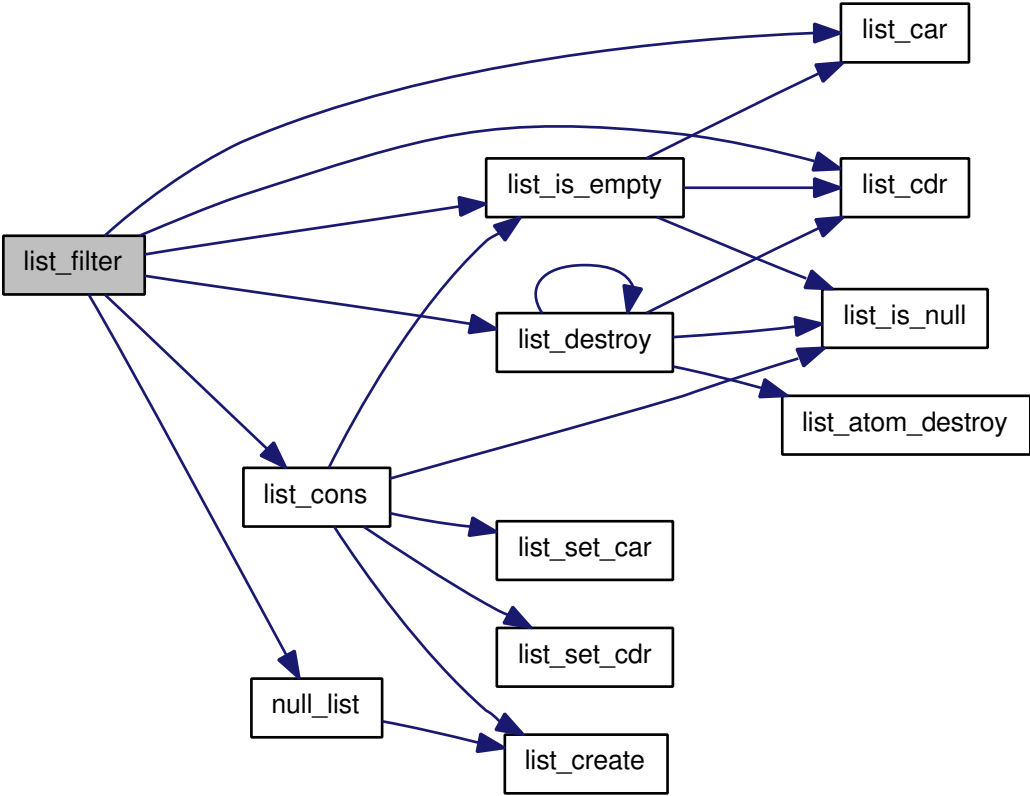 list_car
list_is_empty
list_cdr
list_filter
list_is_null
list_destroy
list_atom_destroy
list_cons
list_set_car
list_set_cdr
null_list
list_create